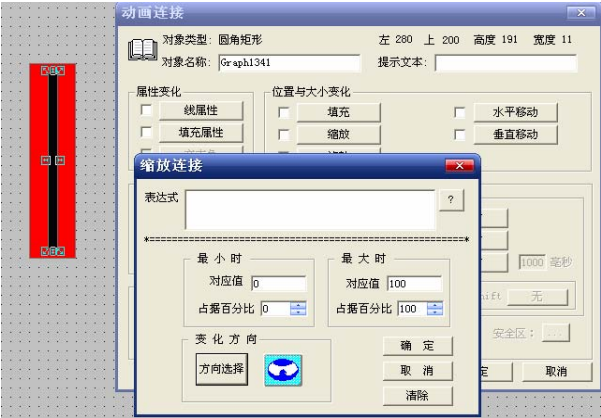 动画连接
对象类型: 圆角矩形 左 280 上 200 高度 191 宽度 11
对象名称: Graph1341 提示文本:
属性变化 位置与大小变化
线属性 填充 水平移动
填充属性 缩放 垂直移动
缩放连接
表达式 ?
*==================================================*
最小时 最大时
对应值 0 对应值 100
占据百分比 0 占据百分比 100
1000 毫秒
无
变化方向
安全区: ...
方向选择
确定
取消 取消
清除